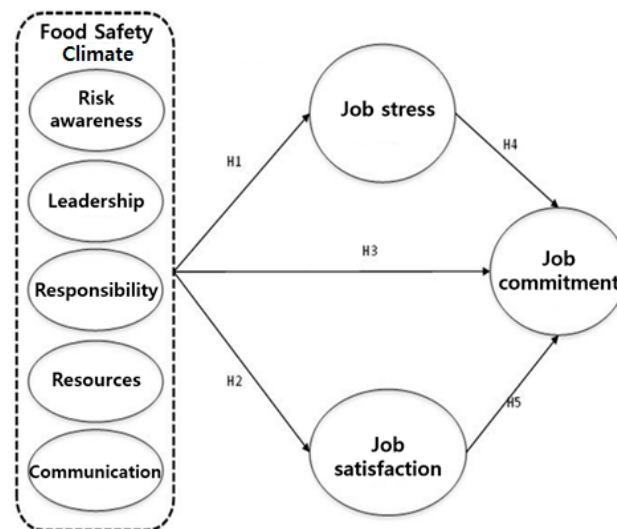 Food Safety
Climate
Risk
awareness
Leadership
Responsibility
Resources
Communication
H1
H2
H3
Job stress
Job
satisfaction
H4
H5
Job
commitment